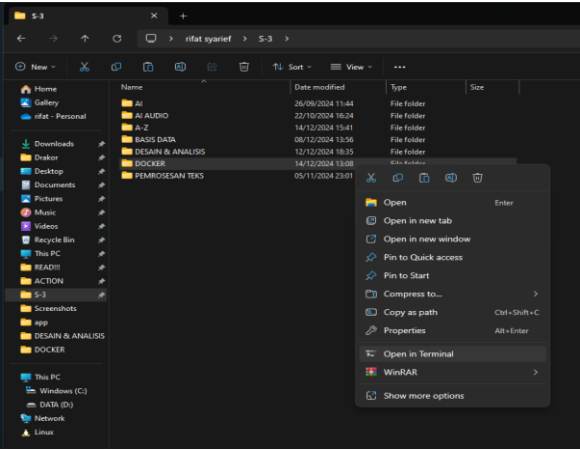 S-3
rifat syarief > S-3 >
New
Sort
View
Name Date modified Type Size
AI 26/09/2024 11:44 File folder
AI AUDIO 22/10/2024 16:24 File folder
A-Z 14/12/2024 15:41 File folder
BASIS DATA 08/12/2024 13:56 File folder
DESAIN & ANALISIS 12/12/2024 18:35 File folder
DOCKER 14/12/2024 13:08 File folder
PEMROSESAN TEKS 05/11/2024 23:01
Home
Gallery
rifat - Personal
Downloads
Drakor
Desktop
Documents
Pictures
Music
Videos
Recycle Bin
This PC
READ!!!
ACTION
S-3
Screenshots
app
DESAIN & ANALISIS
DOCKER
This PC
Windows (C:)
DATA (D:)
Network
Linux
Open Enter
Open in new tab
Open in new window
Pin to Quick access
Pin to Start
Compress to...
Copy as path Ctrl+Shift+C
Properties Alt+Enter
Open in Terminal
WinRAR
Show more options